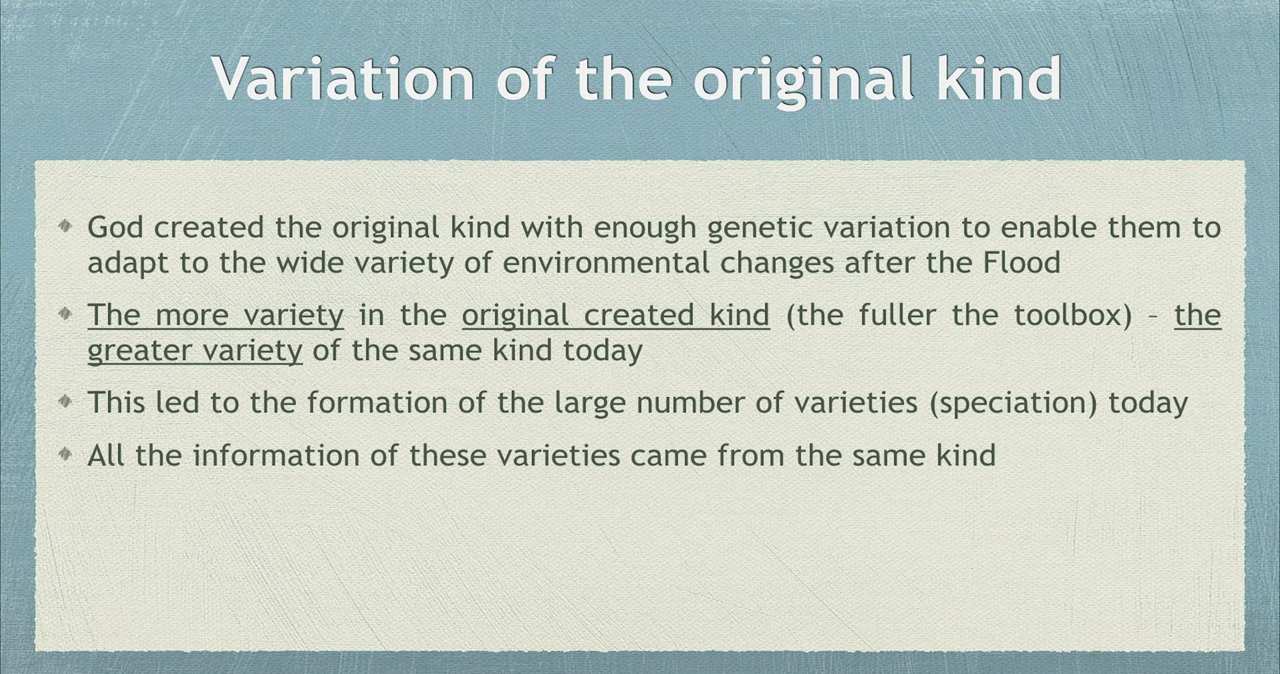 Variation of the original kind
God created the original kind with enough genetic variation to enable them to
adapt to the wide variety of environmental changes after the Flood
The more variety in the original created kind (the fuller the toolbox) – the
greater variety of the same kind today
This led to the formation of the large number of varieties (speciation) today
All the information of these varieties came from the same kind